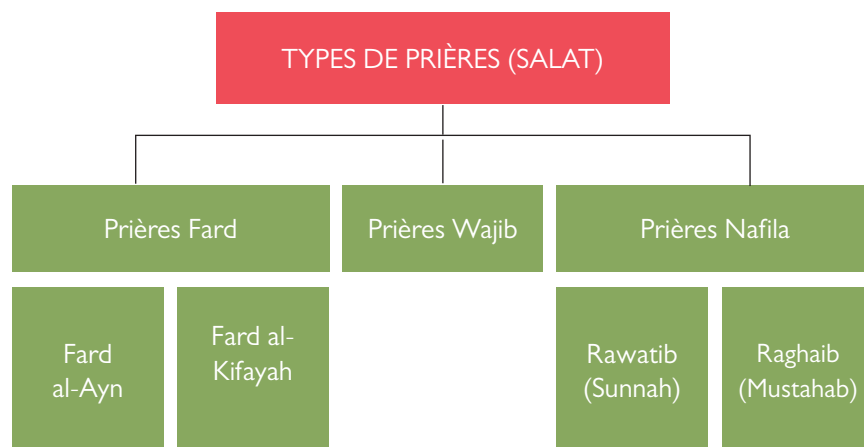 TYPES DE PRIÈRES (SALAT)
Prières Fard
Prières Wajib
Prières Nafila
Fard
al-Ayn
Fard al-
Kifayah
Rawatib
(Sunnah)
Raghaib
(Mustahab)